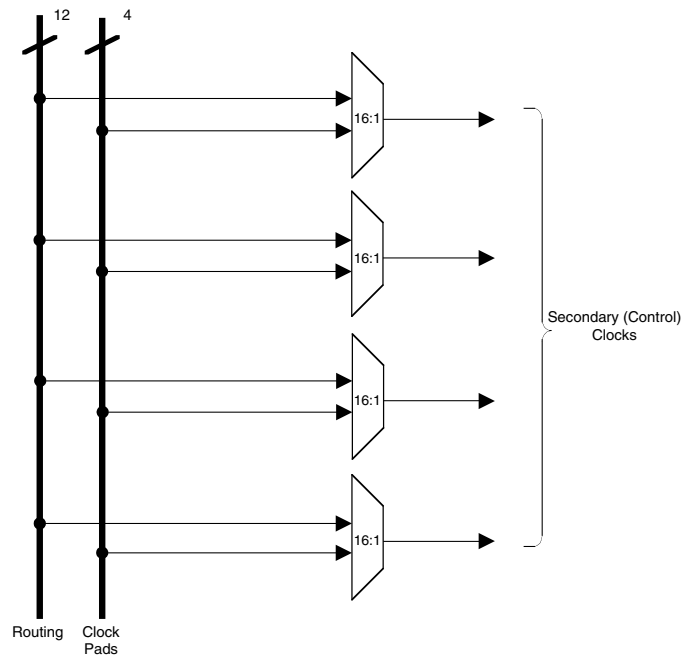 12
4
16:1
16:1
Secondary (Control)
Clocks
16:1
16:1
Routing
Clock
Pads